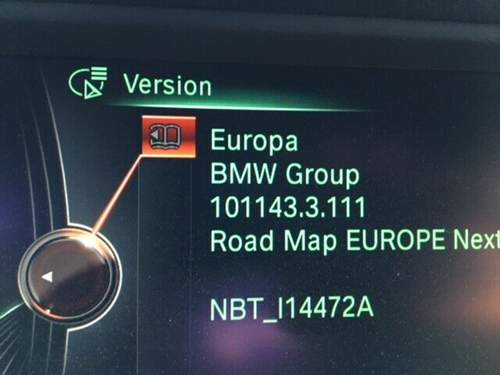 Version
Europa
BMW Group
101143.3.111
Road Map EUROPE Next
NBT_I14472A